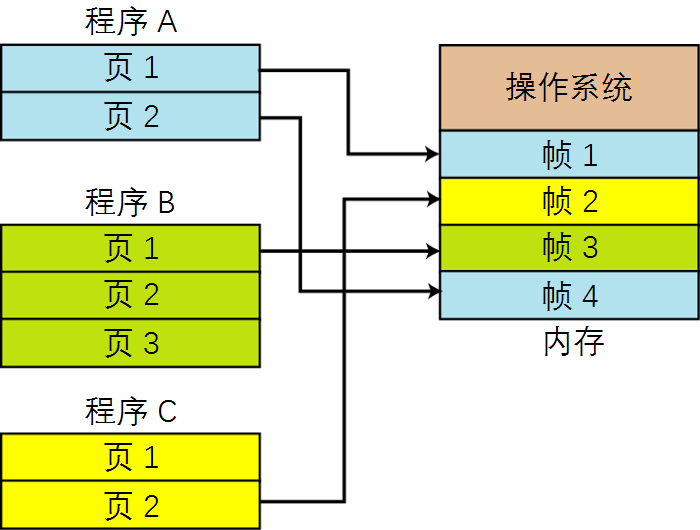 程序 A
页 1
页 2
程序 B
页 1
页 2
页 3
程序 C
页 1
页 2
操作系统
帧 1
帧 2
帧 3
帧 4
内存